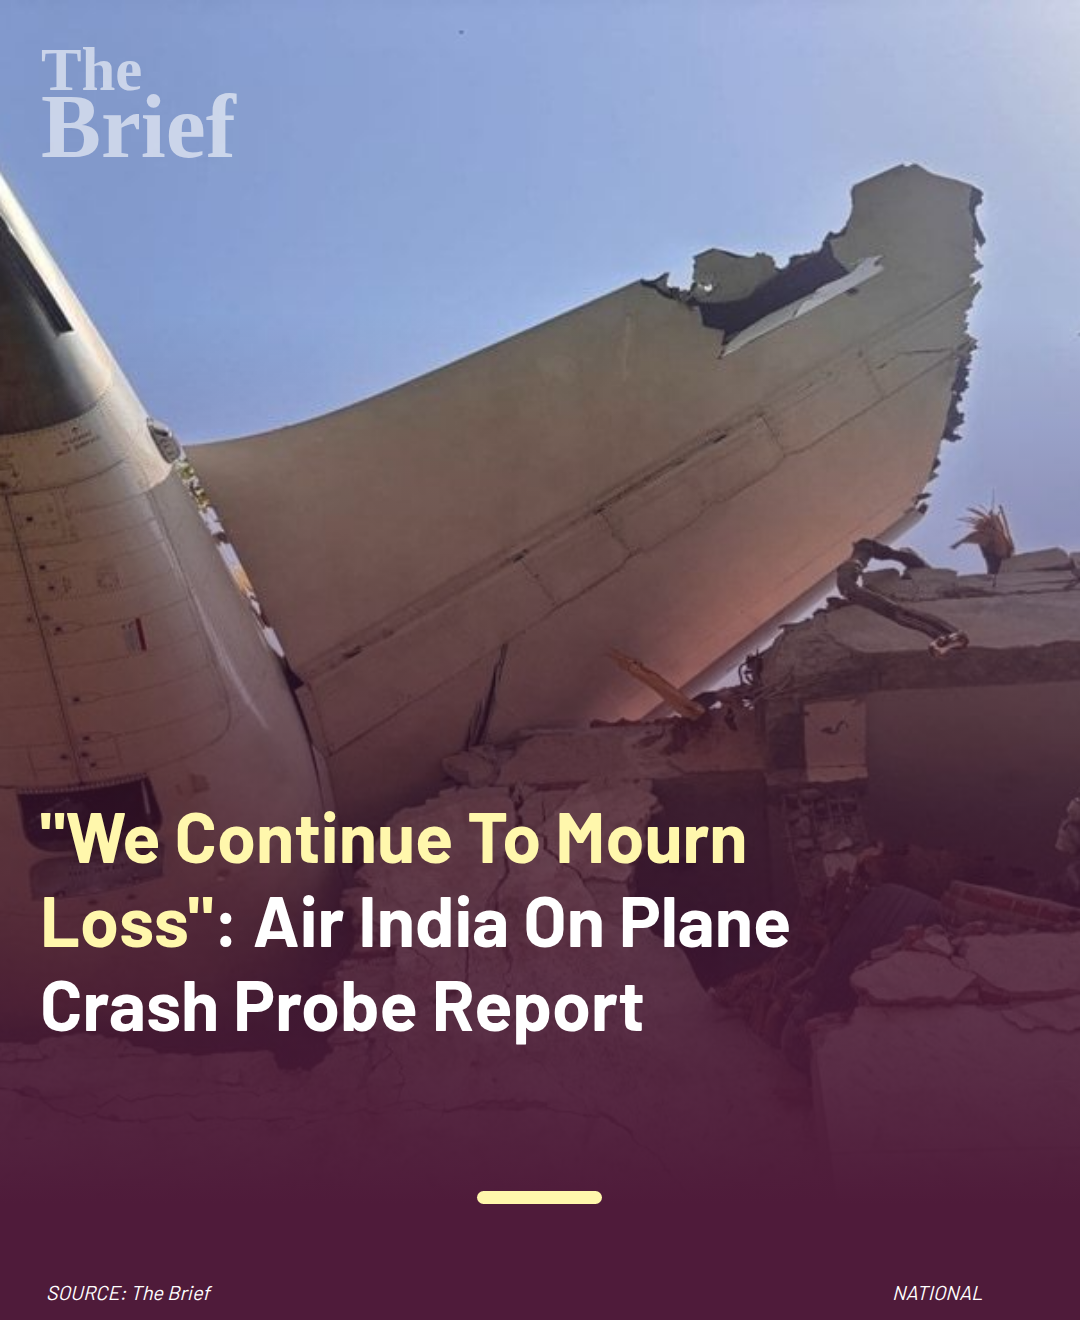 The
Brief
"We Continue To Mourn
Loss": Air India On Plane
Crash Probe Report
SOURCE: The Brief
NATIONAL